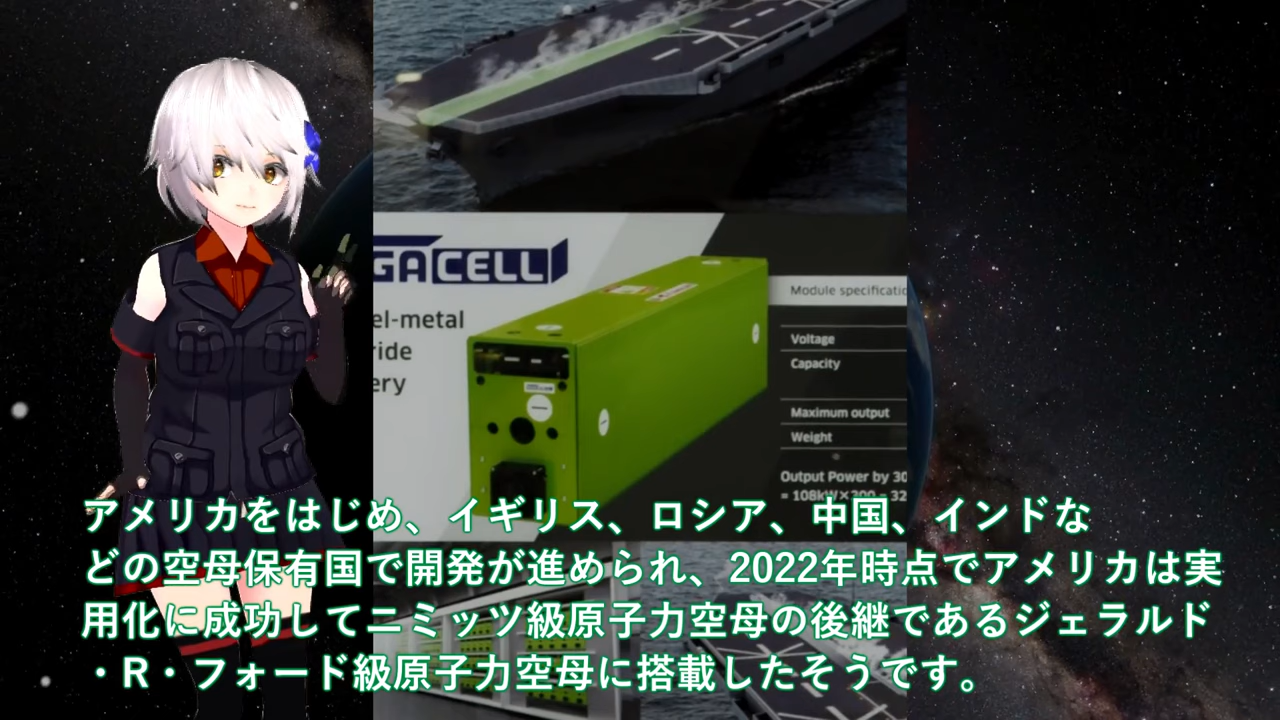 GACELL
el-metal
ride
ery
Module specificatio
Voltage
Capacity
Maximum output
Weight
Output Power by 30
= 108kW×300 = 32
アメリカをはじめ、イギリス、ロシア、中国、インドな
どの空母保有国で開発が進められ、2022年時点でアメリカは実
用化に成功してニミッツ級原子力空母の後継であるジェラルド
・R・フォード級原子力空母に搭載したそうです。